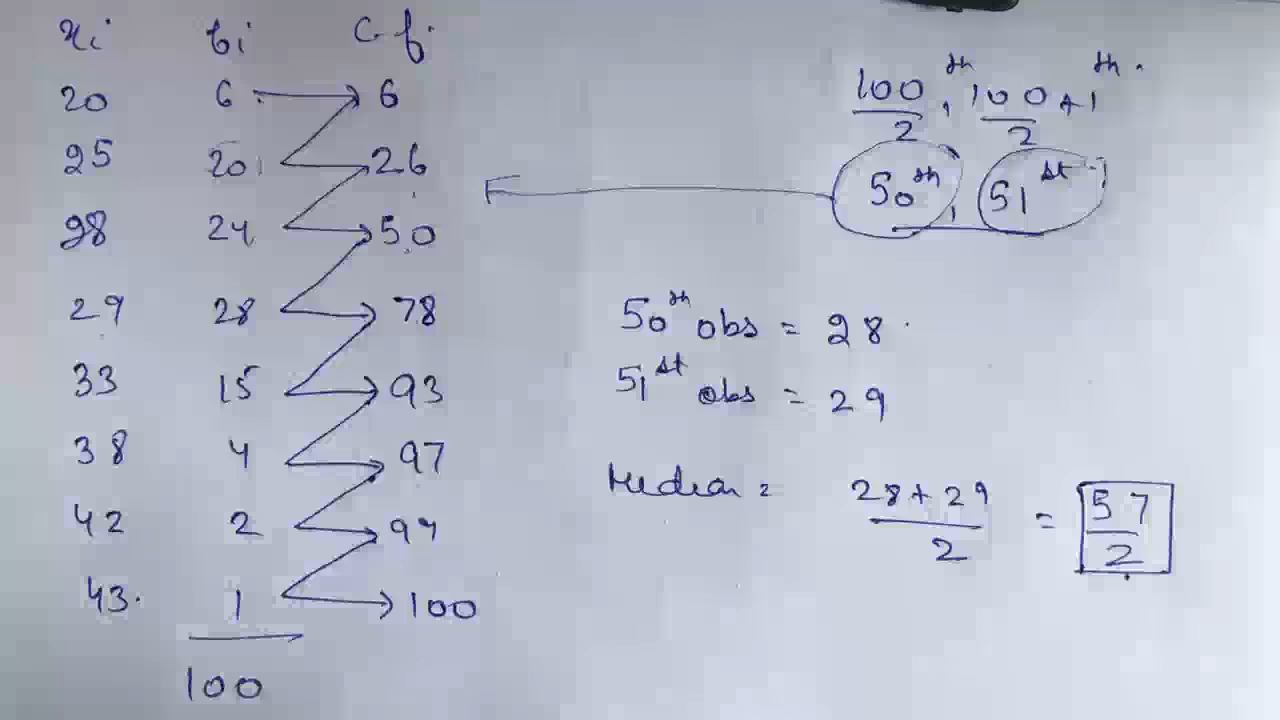 xi fi C.f.
20 6 6
25 20 26
28 24 50
29 28 78
33 15 93
38 4 97
42 2 99
43. 1 100
100
100/2 th, 100/2 + 1 th.
50th, 51st
50th obs = 28
51st obs = 29
Median = 28 + 29 / 2 = 57/2